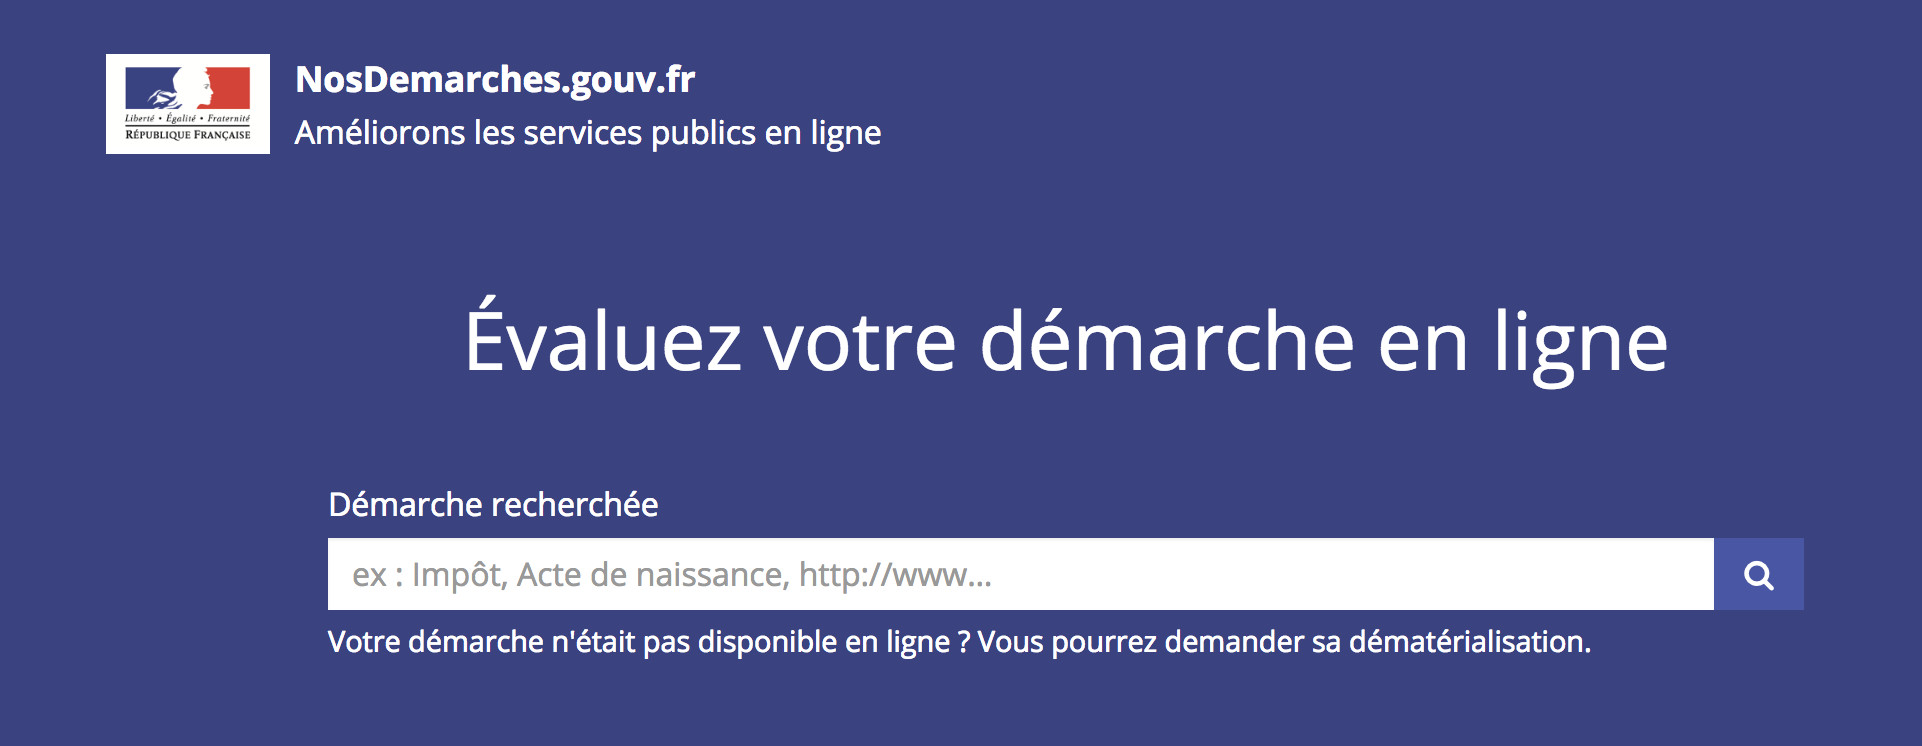 NosDemarches.gouv.fr
Améliorons les services publics en ligne
Liberté • Égalité • Fraternité
RÉPUBLIQUE FRANÇAISE
Évaluez votre démarche en ligne
Démarche recherchée
ex : Impôt, Acte de naissance, http://www...
Votre démarche n'était pas disponible en ligne ? Vous pourrez demander sa dématérialisation.